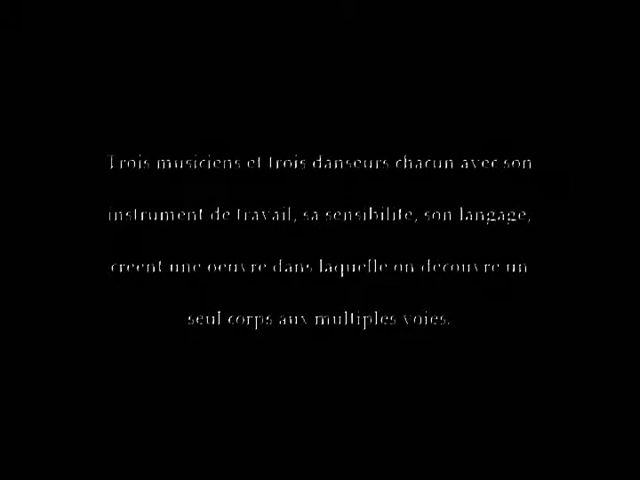 Trois musiciens et trois danseurs chacun avec son
instrument de travail, sa sensibilite, son langage,
creent une oeuvre dans laquelle on decouvre un
seul corps aux multiples voies.